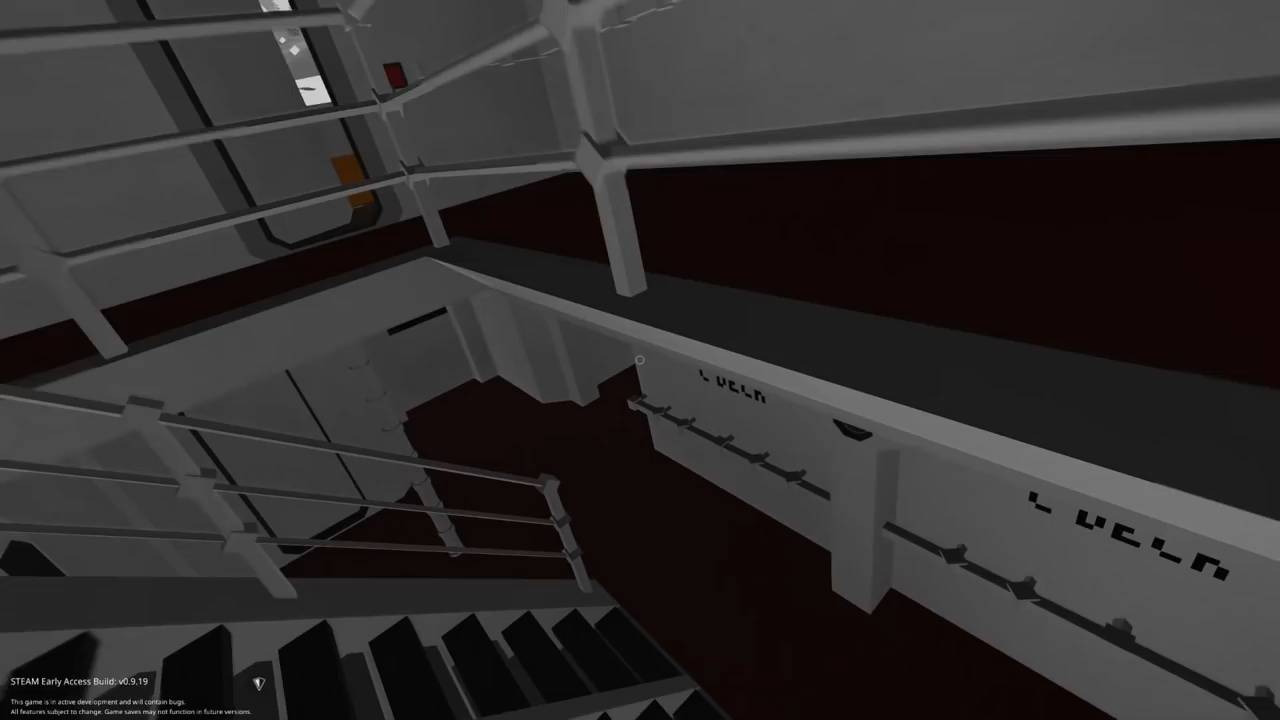 STEAM Early Access Build: v0.9.19
This game is in active development and will contain bugs.
All features subject to change. Game saves may not function in future versions.